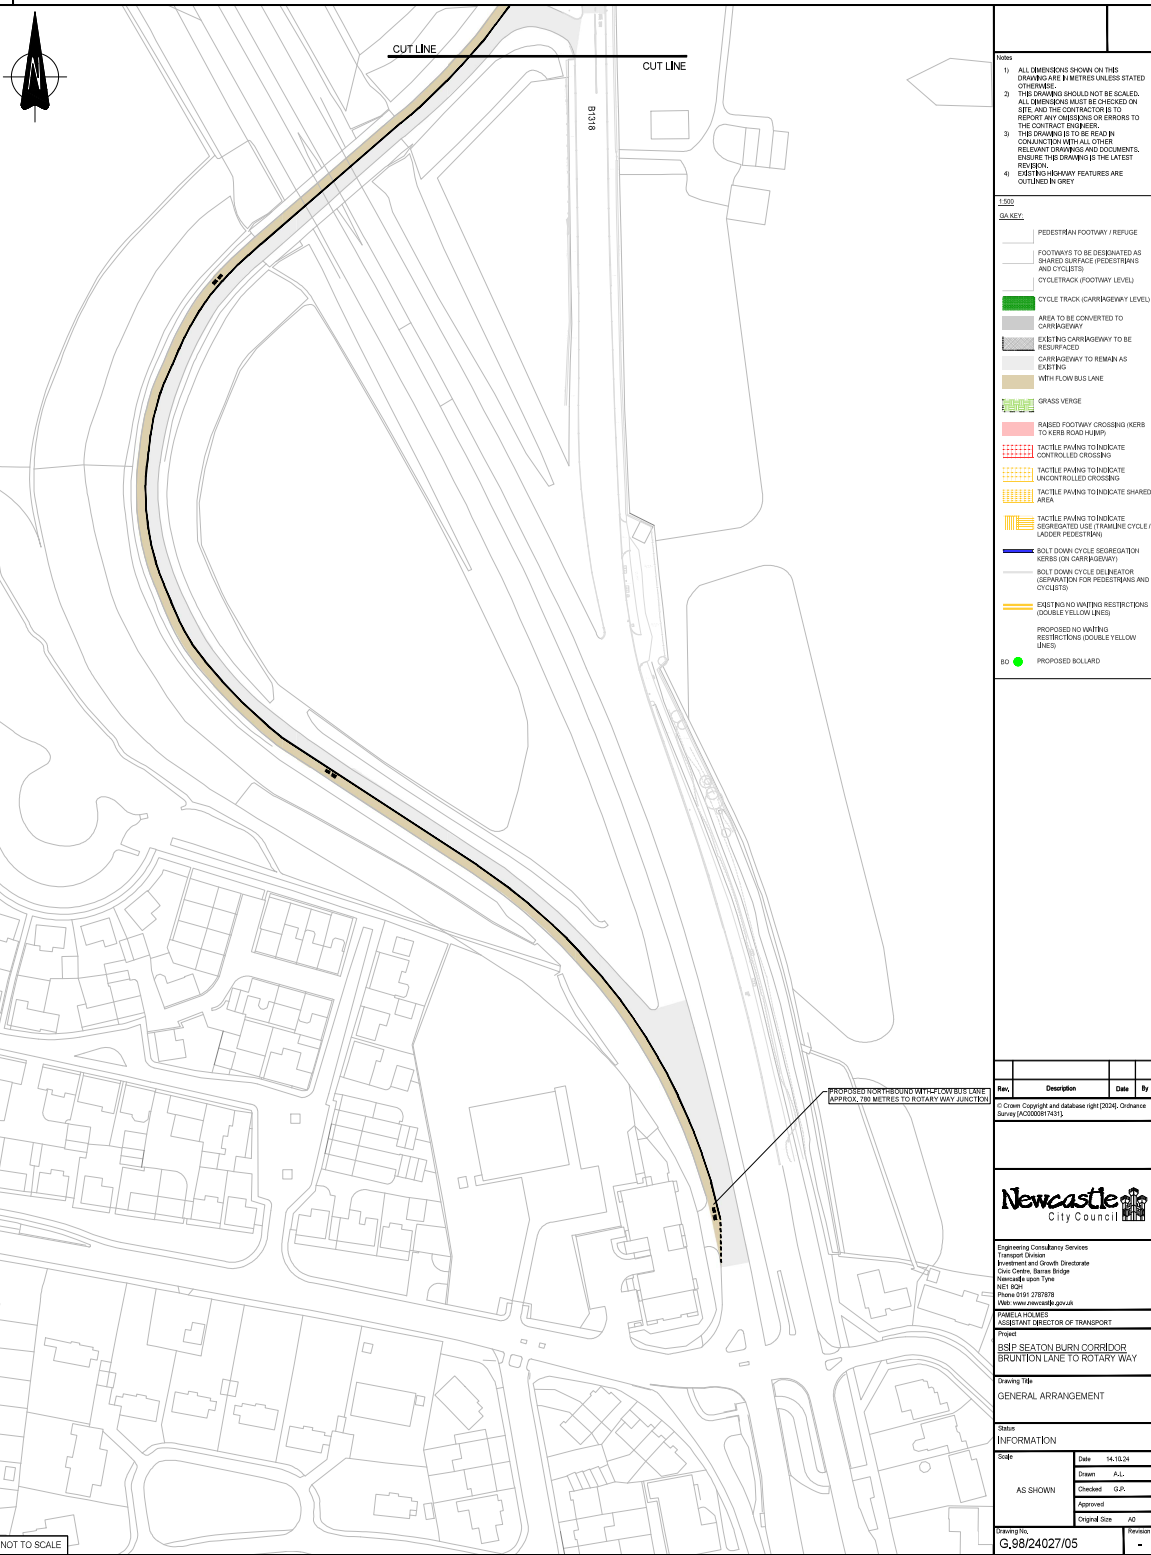 CUT LINE
CUT LINE
B1318
PROPOSED NORTHBOUND WITH-FLOW BUS LANE
APPROX. 780 METRES TO ROTARY WAY JUNCTION
NOT TO SCALE
Notes
1) ALL DIMENSIONS SHOWN ON THIS
DRAWING ARE IN METRES UNLESS STATED
OTHERWISE.
2) THIS DRAWING SHOULD NOT BE SCALED.
ALL DIMENSIONS MUST BE CHECKED ON
SITE, AND THE CONTRACTOR IS TO
REPORT ANY OMISSIONS OR ERRORS TO
THE CONTRACT ENGINEER.
3) THIS DRAWING IS TO BE READ IN
CONJUNCTION WITH ALL OTHER
RELEVANT DRAWINGS AND DOCUMENTS.
ENSURE THIS DRAWING IS THE LATEST
REVISION.
4) EXISTING HIGHWAY FEATURES ARE
OUTLINED IN GREY
1:500
GA KEY:
PEDESTRIAN FOOTWAY / REFUGE
FOOTWAYS TO BE DESIGNATED AS
SHARED SURFACE (PEDESTRIANS
AND CYCLISTS)
CYCLETRACK (FOOTWAY LEVEL)
CYCLE TRACK (CARRIAGEWAY LEVEL)
AREA TO BE CONVERTED TO
CARRIAGEWAY
EXISTING CARRIAGEWAY TO BE
RESURFACED
CARRIAGEWAY TO REMAIN AS
EXISTING
WITH FLOW BUS LANE
GRASS VERGE
RAISED FOOTWAY CROSSING (KERB
TO KERB ROAD HUMP)
TACTILE PAVING TO INDICATE
CONTROLLED CROSSING
TACTILE PAVING TO INDICATE
UNCONTROLLED CROSSING
TACTILE PAVING TO INDICATE SHARED
AREA
TACTILE PAVING TO INDICATE
SEGREGATED USE (TRAMLINE CYCLE /
LADDER PEDESTRIAN)
BOLT DOWN CYCLE SEGREGATION
KERBS (ON CARRIAGEWAY)
BOLT DOWN CYCLE DELINEATOR
(SEPARATION FOR PEDESTRIANS AND
CYCLISTS)
EXISTING NO WAITING RESTIRCTIONS
(DOUBLE YELLOW LINES)
PROPOSED NO WAITING
RESTIRCTIONS (DOUBLE YELLOW
LINES)
BO PROPOSED BOLLARD
Rev. Description Date By
© Crown Copyright and database right [2024]. Ordnance
Survey [AC0000817431].
Newcastle
City Council
Engineering Consultancy Services
Transport Division
Investment and Growth Directorate
Civic Centre, Barras Bridge
Newcastle upon Tyne
NE1 8QH
Phone 0191 2787878
Web: www.newcastle.gov.uk
PAMELA HOLMES
ASSISTANT DIRECTOR OF TRANSPORT
Project
BSIP SEATON BURN CORRIDOR
BRUNTION LANE TO ROTARY WAY
Drawing Title
GENERAL ARRANGEMENT
Status
INFORMATION
Scale
AS SHOWN
Date 14.10.24
Drawn A.L.
Checked G.P.
Approved
Original Size A0
Drawing No. Revision
G.98/24027/05 -